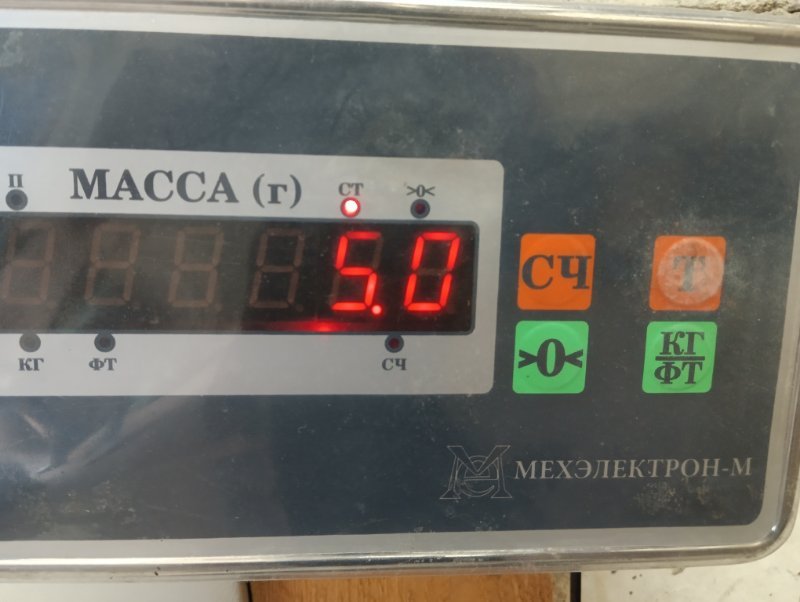 П МАССА (г) СТ >0<
5.0
КГ ФТ СЧ
СЧ Т
>0< КГ
ФТ
МЕХЭЛЕКТРОН-М